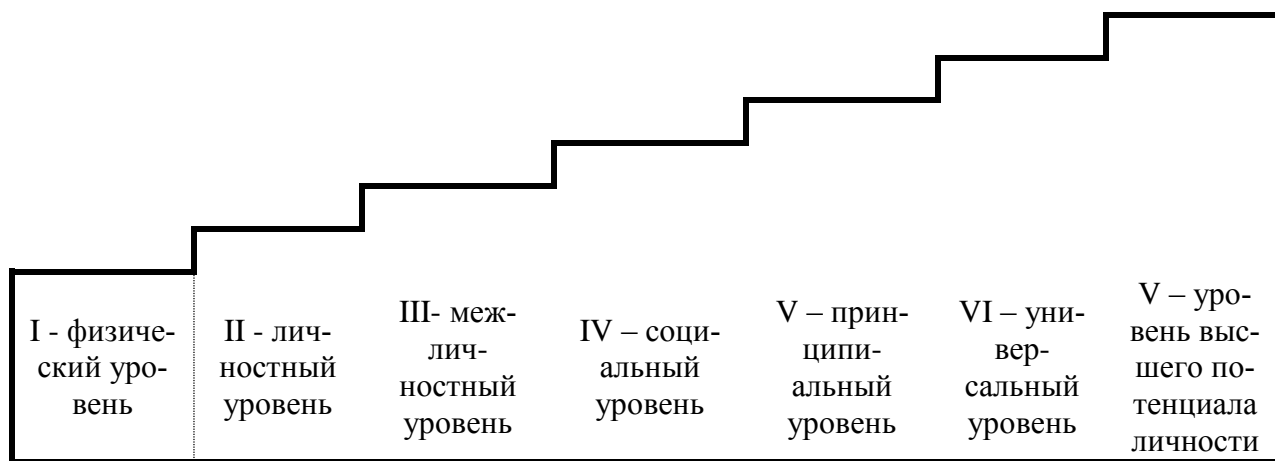 I - физиче-
ский уро-
вень
II - лич-
ностный
уровень
III- меж-
лич-
ностный
уровень
IV – соци-
альный
уровень
V – прин-
ципи-
альный
уровень
VI – уни-
вер-
сальный
уровень
V – уро-
вень выс-
шего по-
тенциала
личности